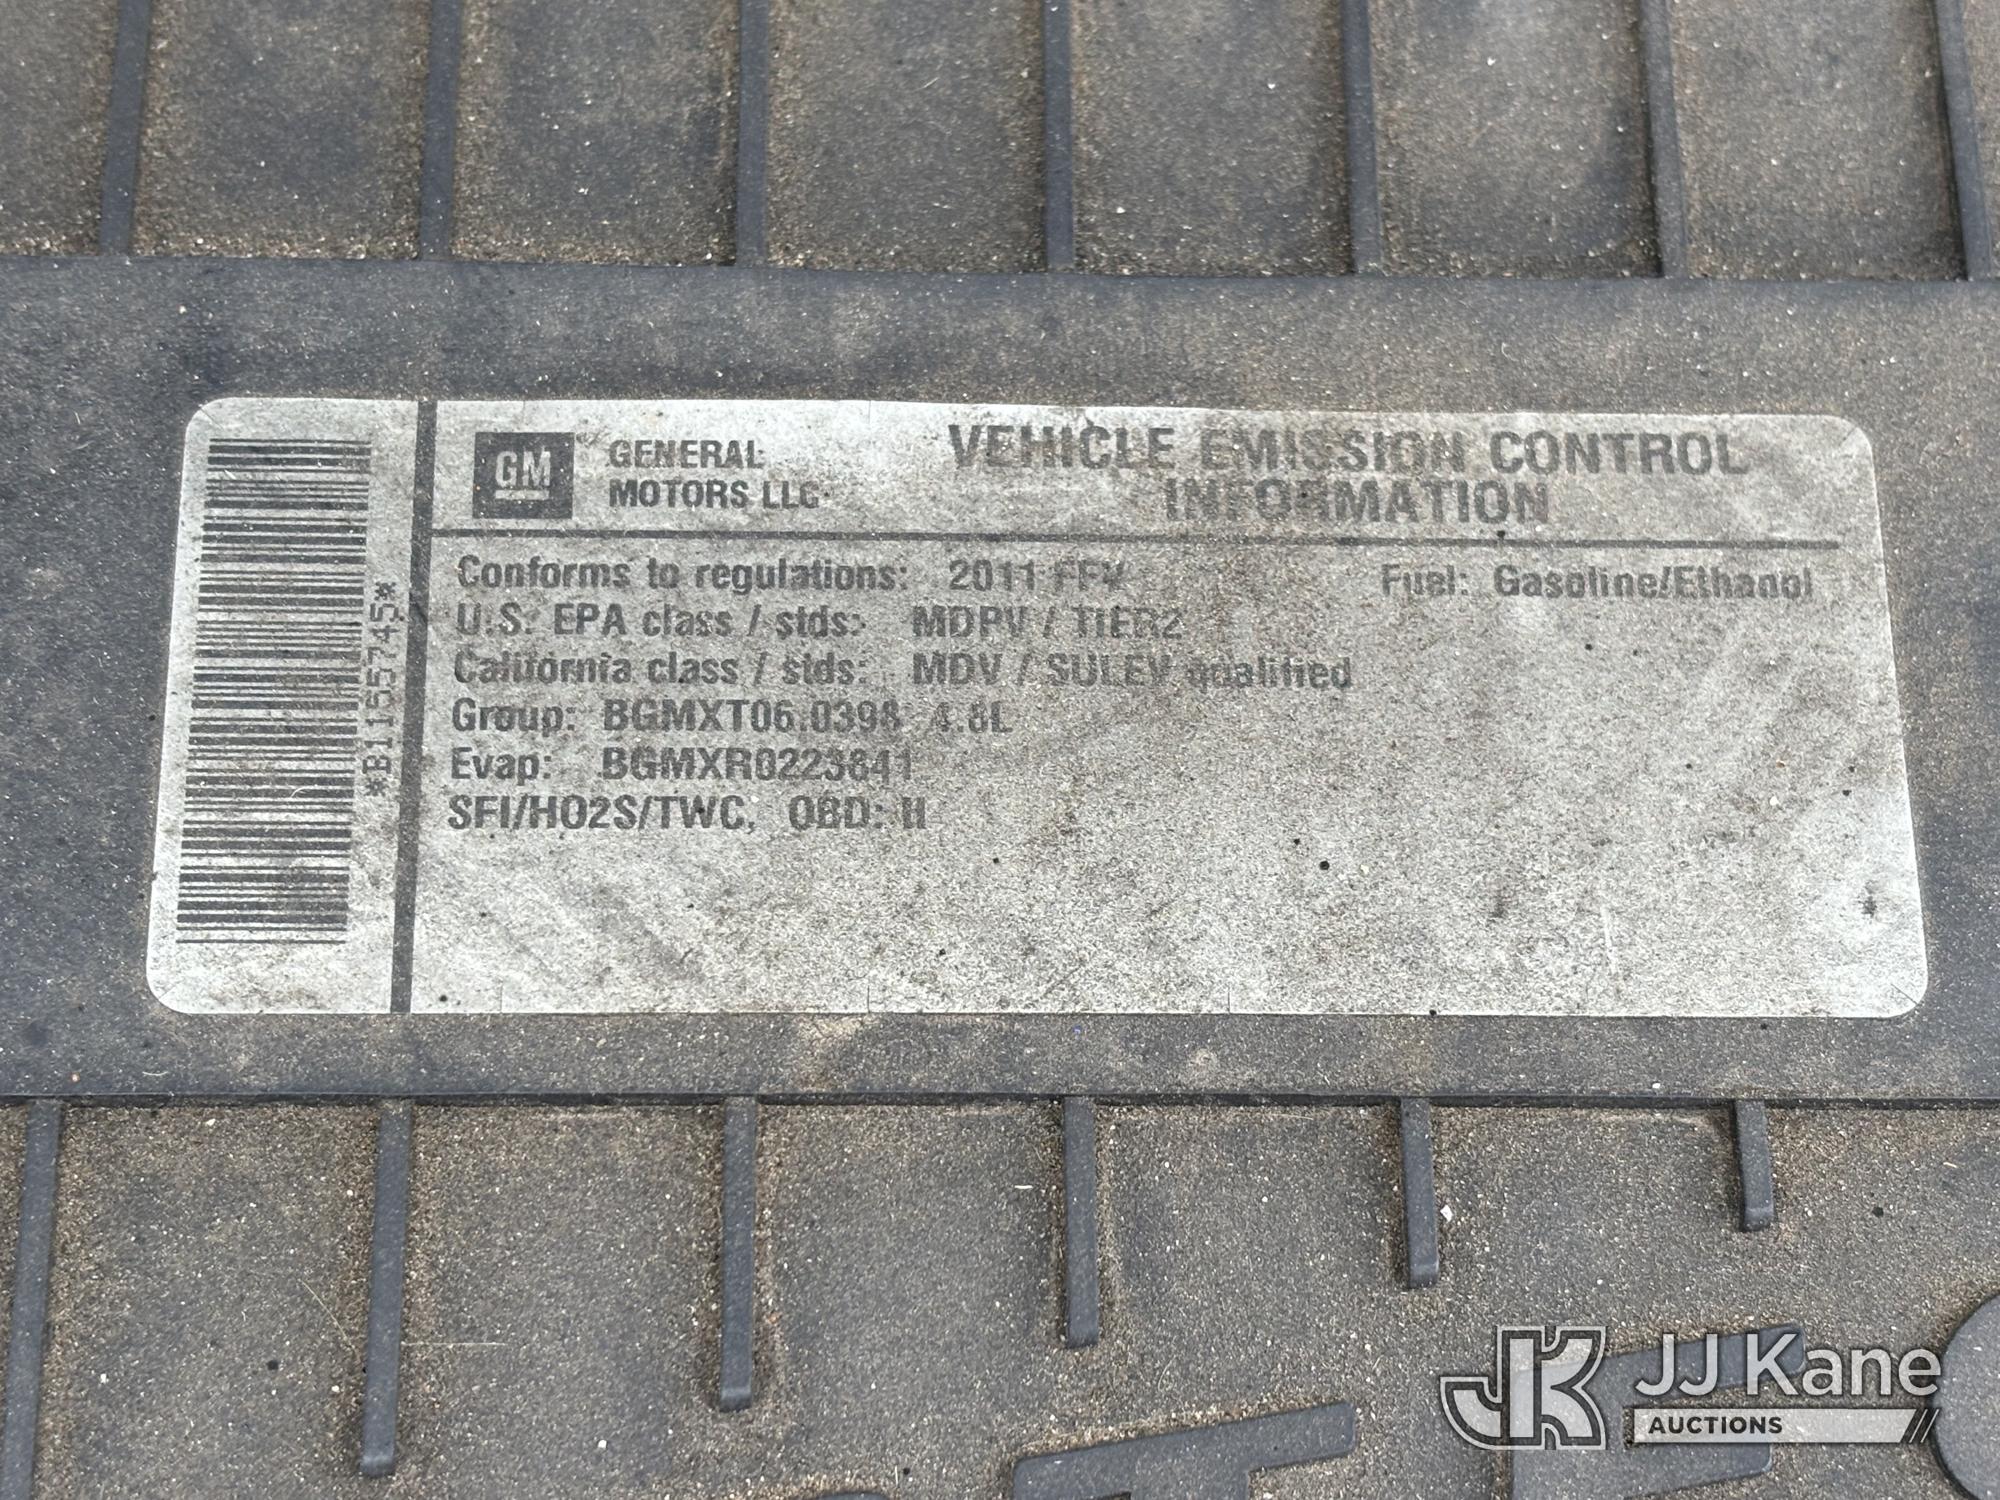 GM GENERAL MOTORS LLC
VEHICLE EMISSION CONTROL
INFORMATION
Conforms to regulations: 2011 FFV Fuel: Gasoline/Ethanol
U.S. EPA class / stds: MDPV / TIER2
California class / stds: MDV / SULEV qualified
Group: BGMXT06.0398 4.8L
Evap: BGMXR0223841
SFI/HO2S/TWC, OBD: II
*B1155745*
JK JJ Kane
AUCTIONS